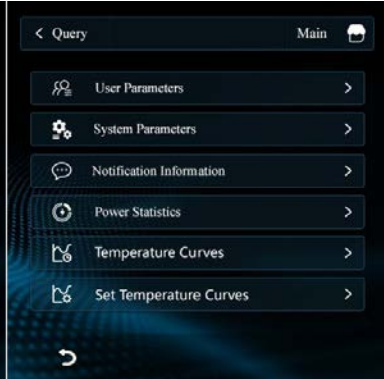 Query Main
User Parameters
System Parameters
Notification Information
Power Statistics
Temperature Curves
Set Temperature Curves